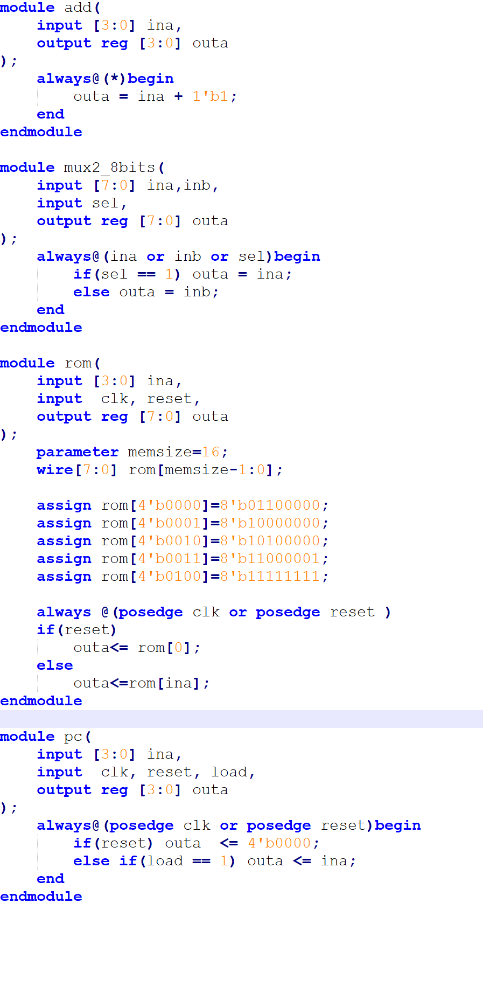 module add(
    input [3:0] ina,
    output reg [3:0] outa
);
    always@(*)begin
        outa = ina + 1'b1;
    end
endmodule

module mux2_8bits(
    input [7:0] ina,inb,
    input sel,
    output reg [7:0] outa
);
    always@(ina or inb or sel)begin
        if(sel == 1) outa = ina;
        else outa = inb;
    end
endmodule

module rom(
    input [3:0] ina,
    input  clk, reset,
    output reg [7:0] outa
);
    parameter memsize=16;
    wire[7:0] rom[memsize-1:0];

    assign rom[4'b0000]=8'b01100000;
    assign rom[4'b0001]=8'b10000000;
    assign rom[4'b0010]=8'b10100000;
    assign rom[4'b0011]=8'b11000001;
    assign rom[4'b0100]=8'b11111111;

    always @(posedge clk or posedge reset )
    if(reset)
        outa<= rom[0];
    else
        outa<=rom[ina];
endmodule

module pc(
    input [3:0] ina,
    input  clk, reset, load,
    output reg [3:0] outa
);
    always@(posedge clk or posedge reset)begin
        if(reset) outa  <= 4'b0000;
        else if(load == 1) outa <= ina;
    end
endmodule